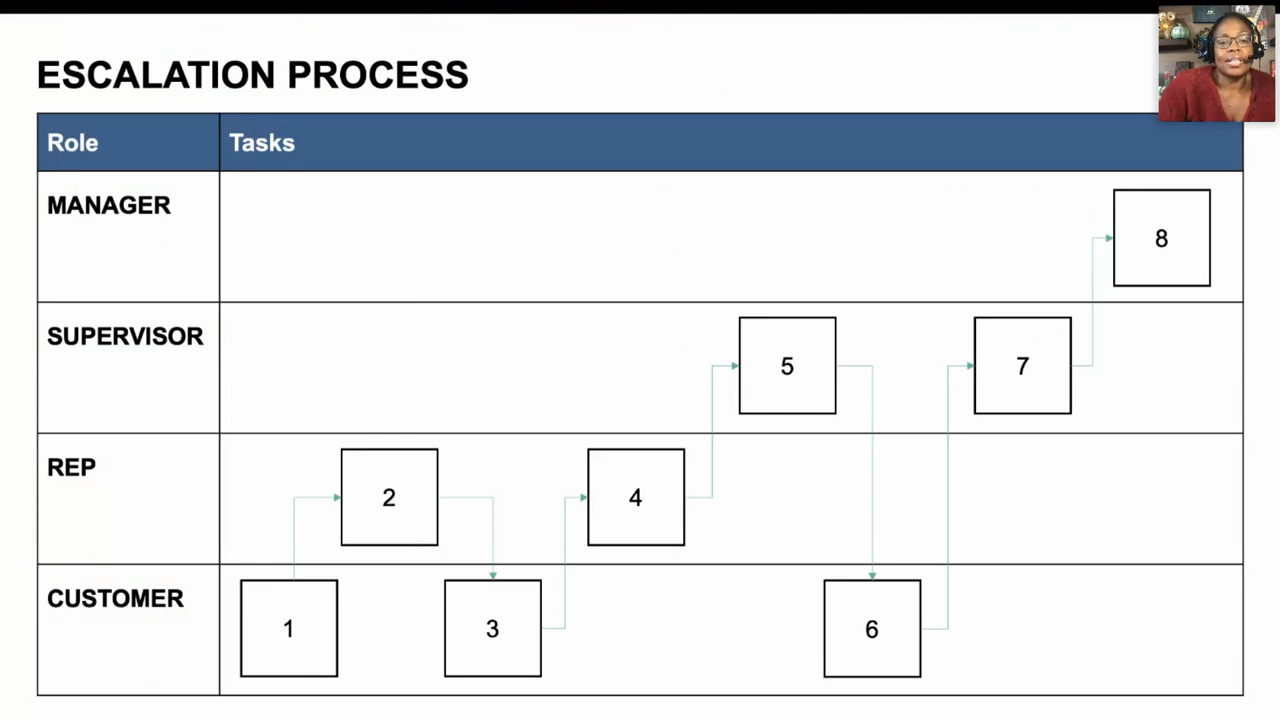 ESCALATION PROCESS
Role Tasks
MANAGER
8
SUPERVISOR
5 7
REP
2 4
CUSTOMER
1 3 6